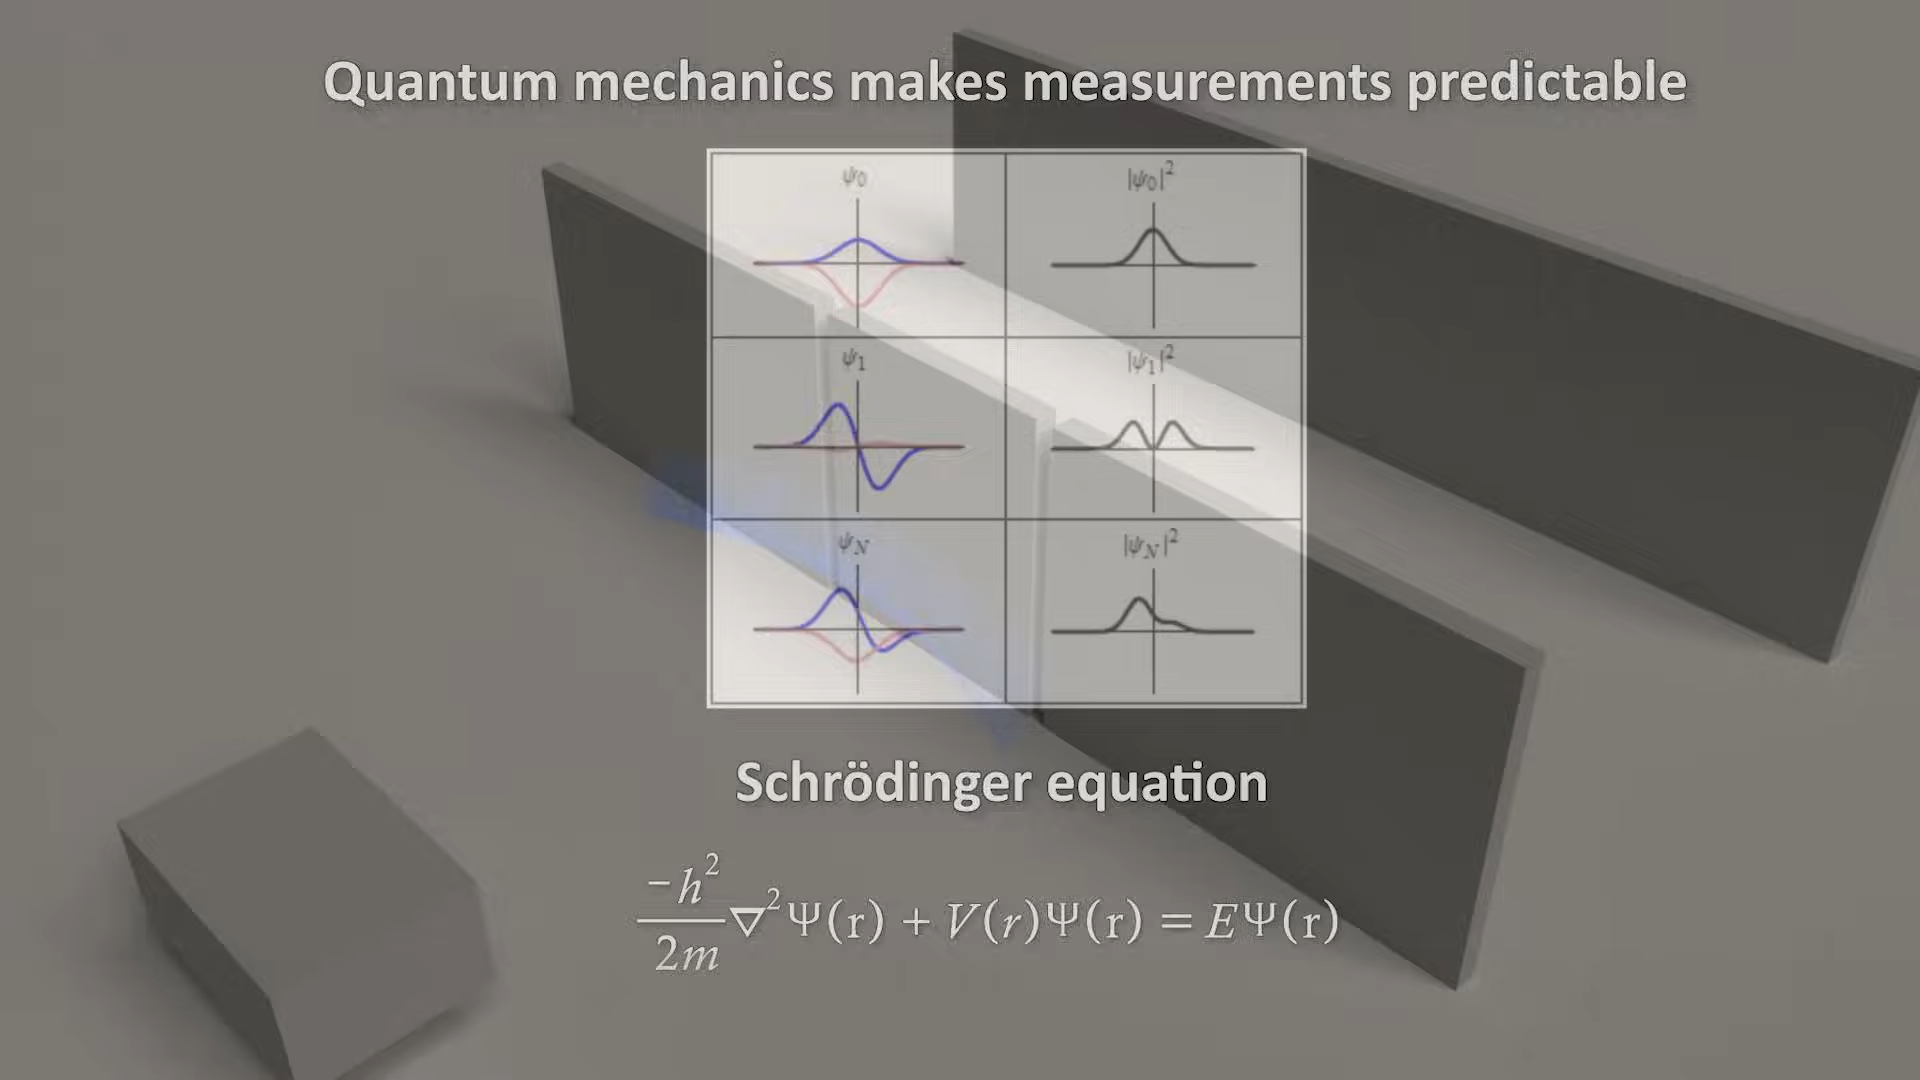 Quantum mechanics makes measurements predictable
ψ0 |ψ0|²
ψ1 |ψ1|²
ψN |ψN|²
Schrödinger equation
−h²/2m ∇²Ψ(r) + V(r)Ψ(r) = EΨ(r)